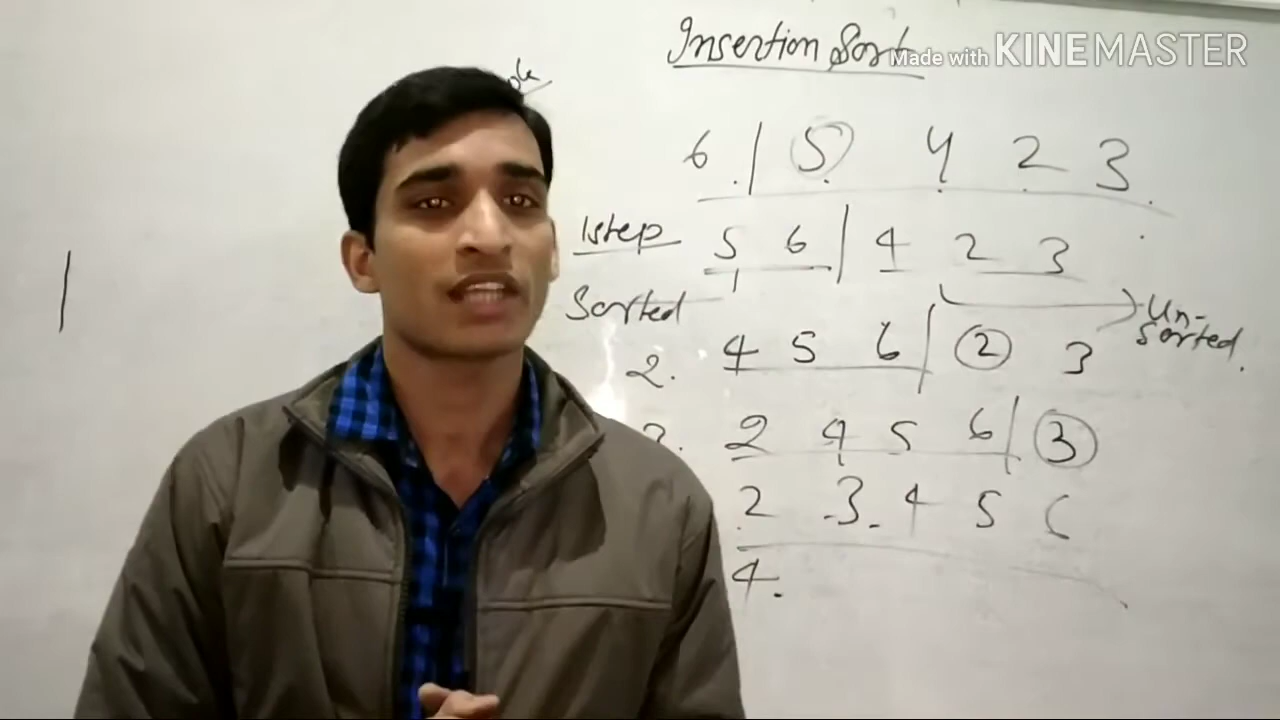 Insertion Sort
Made with KINEMASTER
6 | 5 4 2 3
1step 5 6 | 4 2 3
Sorted
Un-
sorted.
2. 4 5 6 | 2 3
2 4 5 6 | 3
2 3 4 5 6
4.